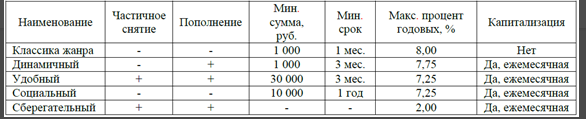 Наименование | Частичное снятие | Пополнение | Мин. сумма, руб. | Мин. срок | Макс. процент годовых, % | Капитализация
Классика жанра | - | - | 1 000 | 1 мес. | 8,00 | Нет
Динамичный | - | + | 1 000 | 3 мес. | 7,75 | Да, ежемесячная
Удобный | + | + | 30 000 | 3 мес. | 7,25 | Да, ежемесячная
Социальный | - | - | 10 000 | 1 год | 7,25 | Да, ежемесячная
Сберегательный | + | + | - | - | 2,00 | Да, ежемесячная